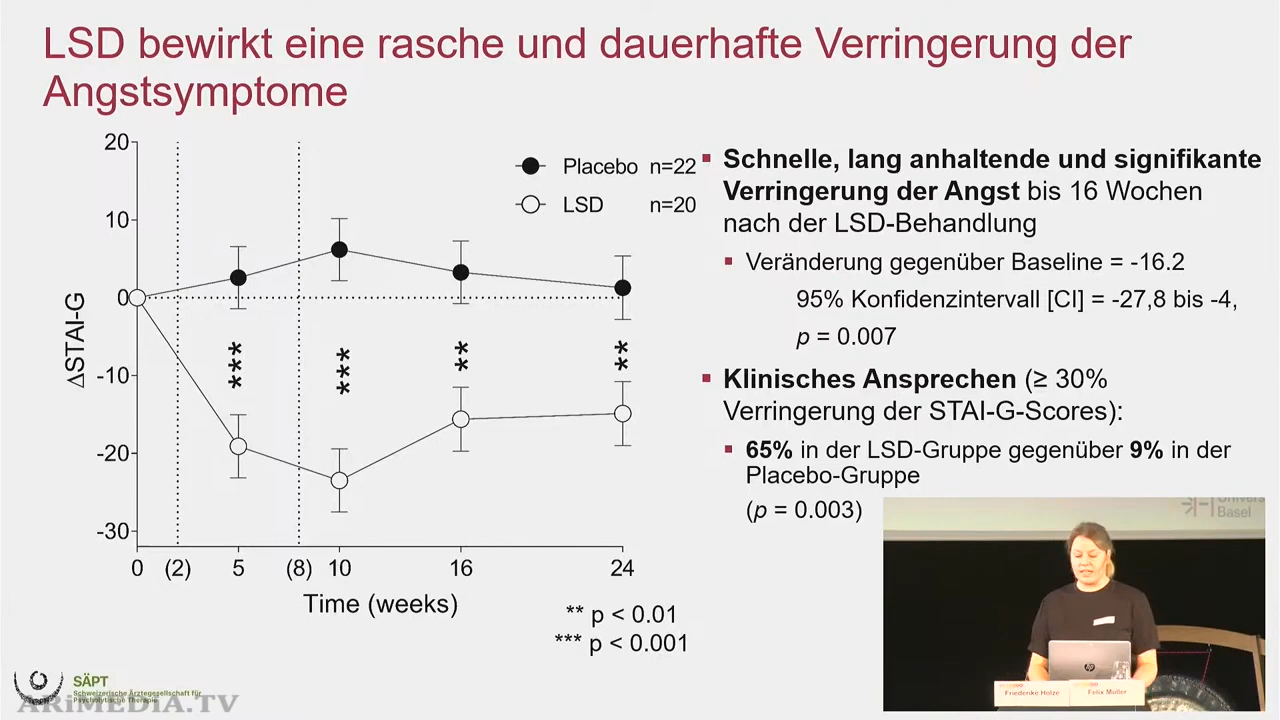 LSD bewirkt eine rasche und dauerhafte Verringerung der
Angstsymptome
20
10
0
-10
-20
-30
ΔSTAI-G
Placebo n=22
LSD n=20
***
***
**
**
0 (2) 5 (8) 10 16 24
Time (weeks)
** p < 0.01
*** p < 0.001
Schnelle, lang anhaltende und signifikante
Verringerung der Angst bis 16 Wochen
nach der LSD-Behandlung
Veränderung gegenüber Baseline = -16.2
95% Konfidenzintervall [CI] = -27,8 bis -4,
p = 0.007
Klinisches Ansprechen (≥ 30%
Verringerung der STAI-G-Scores):
65% in der LSD-Gruppe gegenüber 9% in der
Placebo-Gruppe
(p = 0.003)
Univers
Basel
hp
Friederike Holze
Felix Müller
SÄPT
Schweizerische Ärztegesellschaft für
Psycholytische Therapie
ARiMEDIA.TV